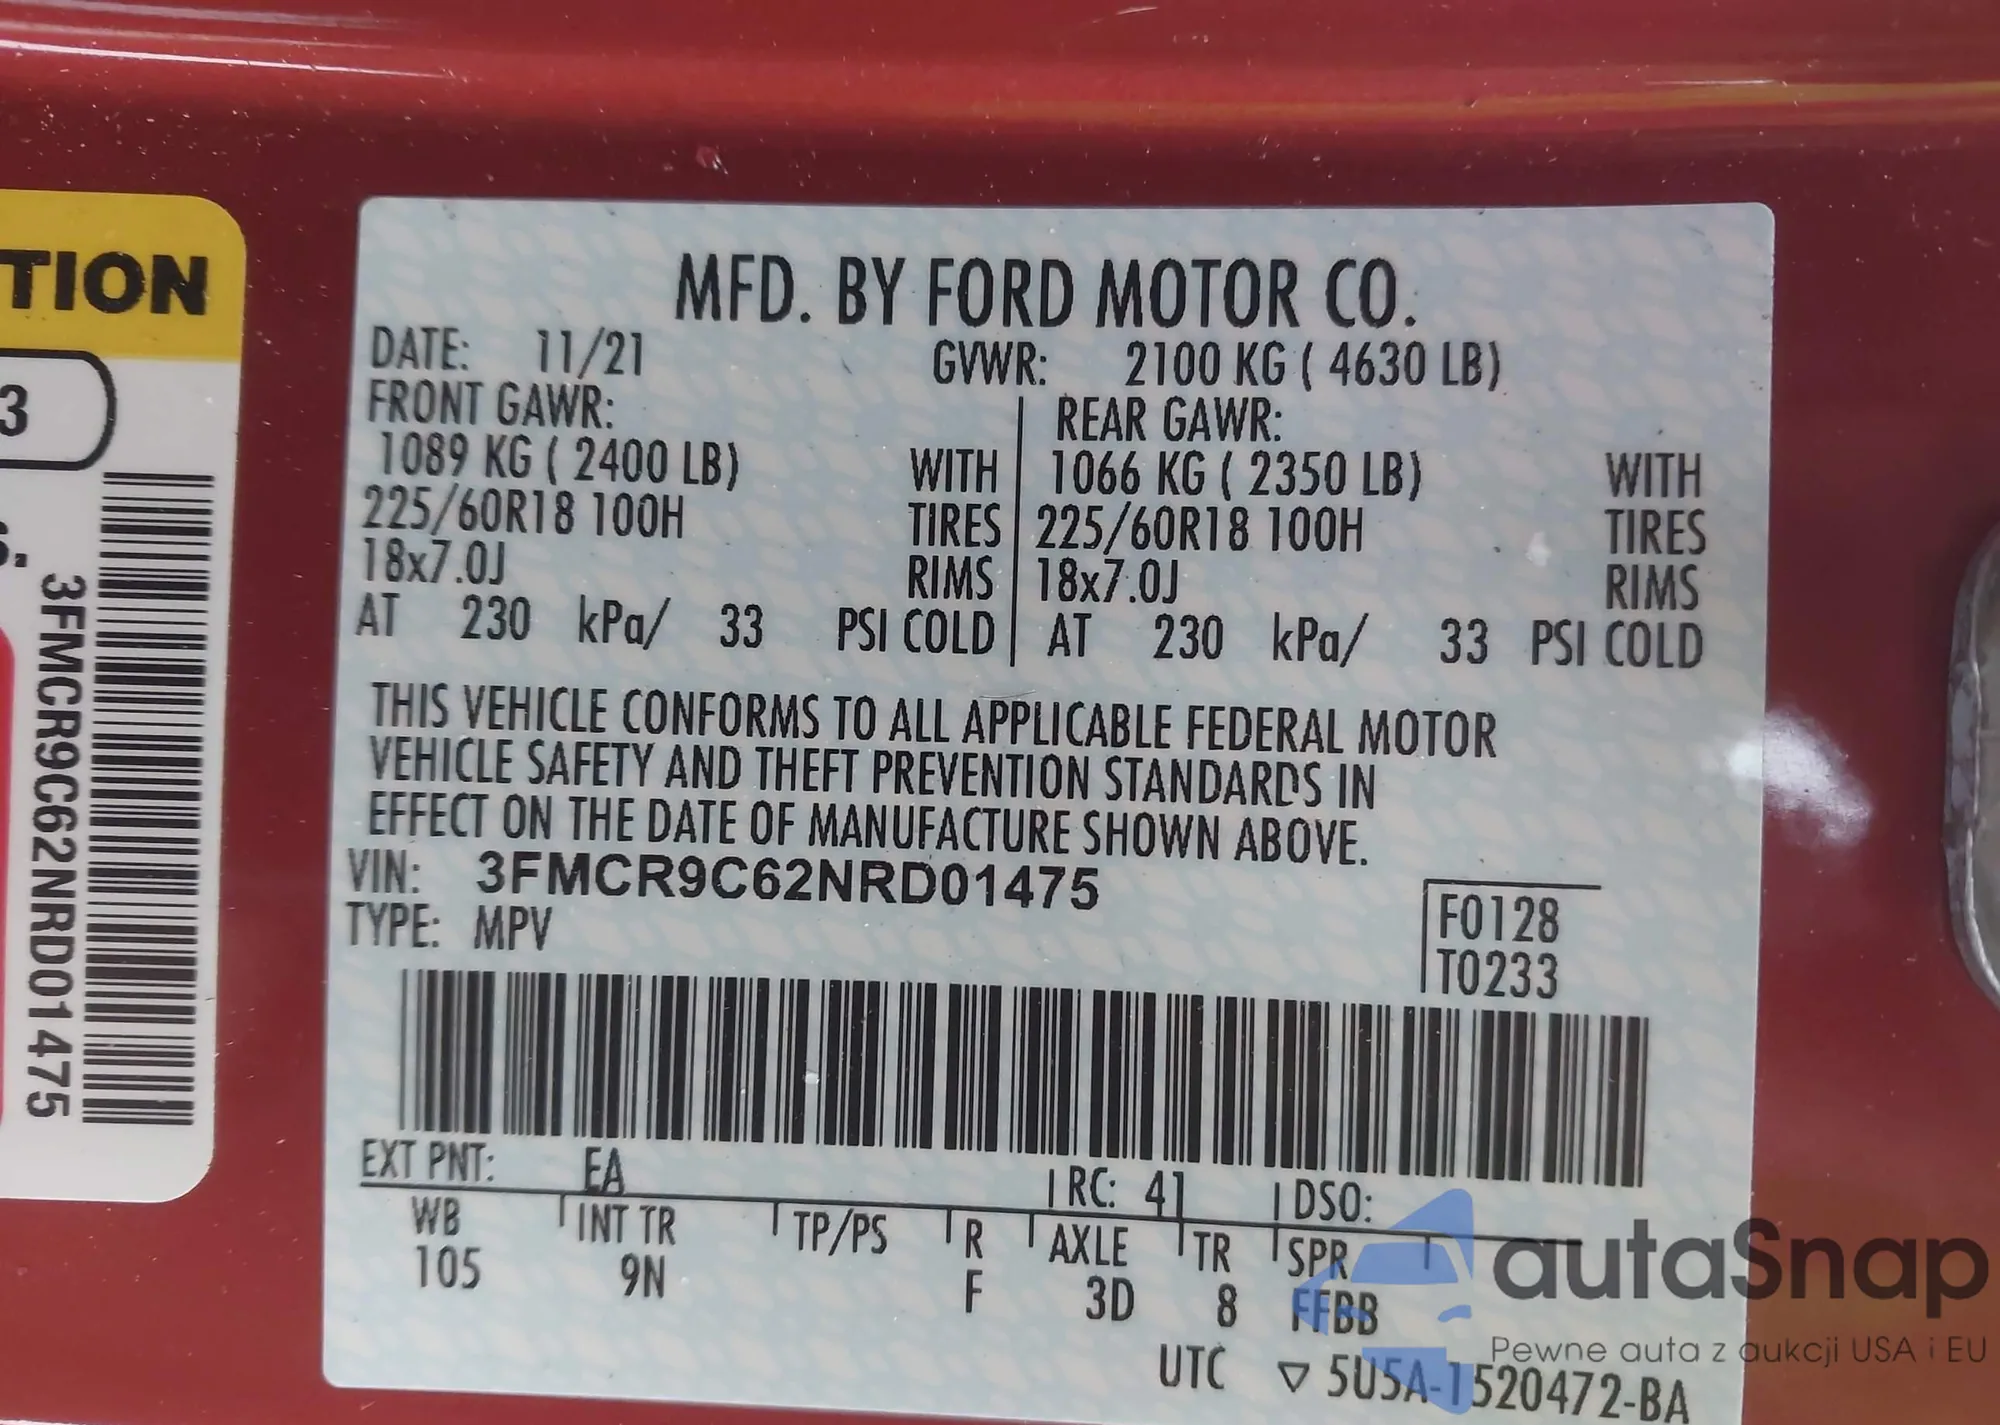 TION
3
s.
3FMCR9C62NRD01475
MFD. BY FORD MOTOR CO.
DATE: 11/21 GVWR: 2100 KG ( 4630 LB)
FRONT GAWR: REAR GAWR:
1089 KG ( 2400 LB) WITH 1066 KG ( 2350 LB) WITH
225/60R18 100H TIRES 225/60R18 100H TIRES
18x7.0J RIMS 18x7.0J RIMS
AT 230 kPa/ 33 PSI COLD AT 230 kPa/ 33 PSI COLD
THIS VEHICLE CONFORMS TO ALL APPLICABLE FEDERAL MOTOR
VEHICLE SAFETY AND THEFT PREVENTION STANDARDS IN
EFFECT ON THE DATE OF MANUFACTURE SHOWN ABOVE.
VIN: 3FMCR9C62NRD01475
TYPE: MPV
F0128
T0233
EXT PNT: EA RC: 41 DSO:
WB INT TR TP/PS R AXLE TR SPR
105 9N F 3D 8 FFBB
UTC ▽ 5U5A-1520472-BA
autaSnap
Pewne auta z aukcji USA i EU